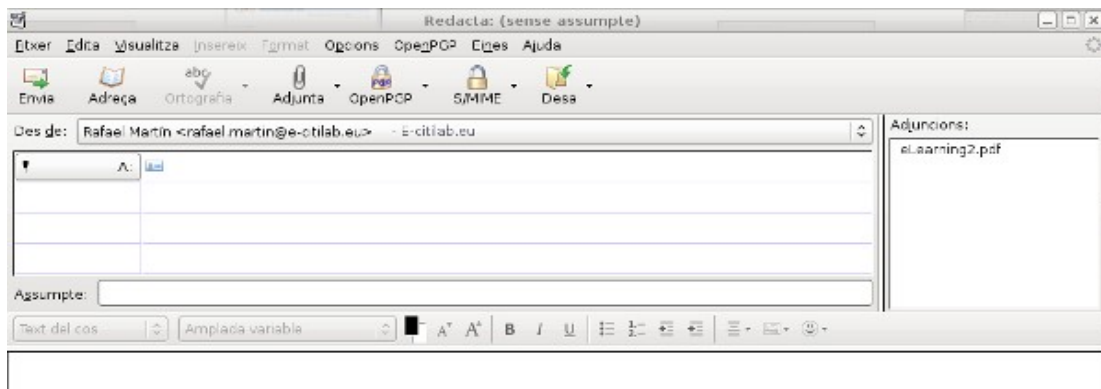 Redacta: (sense assumpte)
Fitxer Edita Visualitza Insereix Format Opcions OpenPGP Eines Ajuda
Envia Adreça Ortografia Adjunta OpenPGP S/MIME Desa
Des de: Rafael Martín <rafael.martin@e-citilab.eu> - E-citilab.eu
Adjuncions:
eLearning2.pdf
A:
Assumpte:
Text del cos Amplada variable